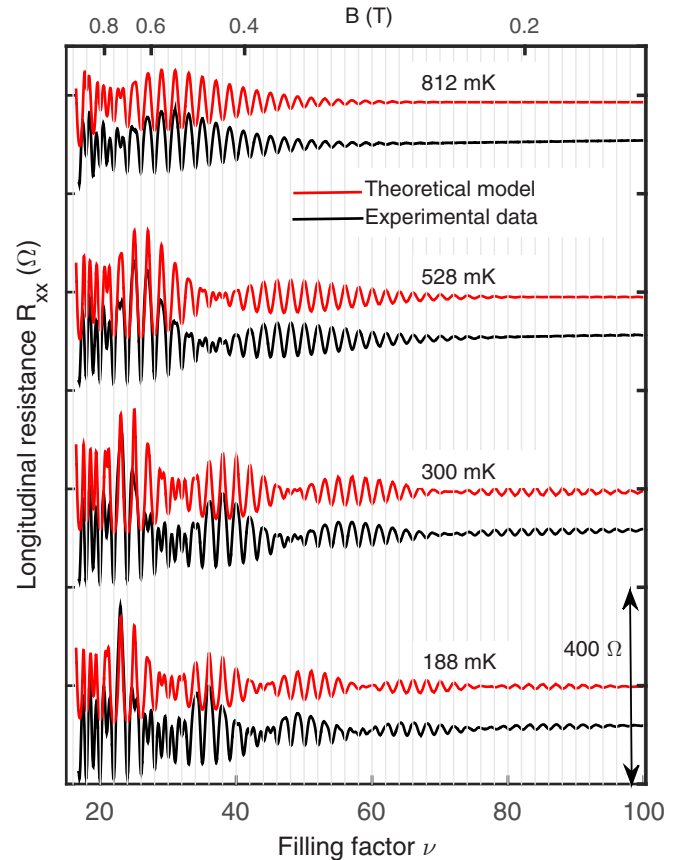 B (T)
0.8 0.6 0.4 0.2
812 mK
Theoretical model
Experimental data
528 mK
300 mK
188 mK
400 Ω
Longitudinal resistance Rxx (Ω)
20 40 60 80 100
Filling factor ν